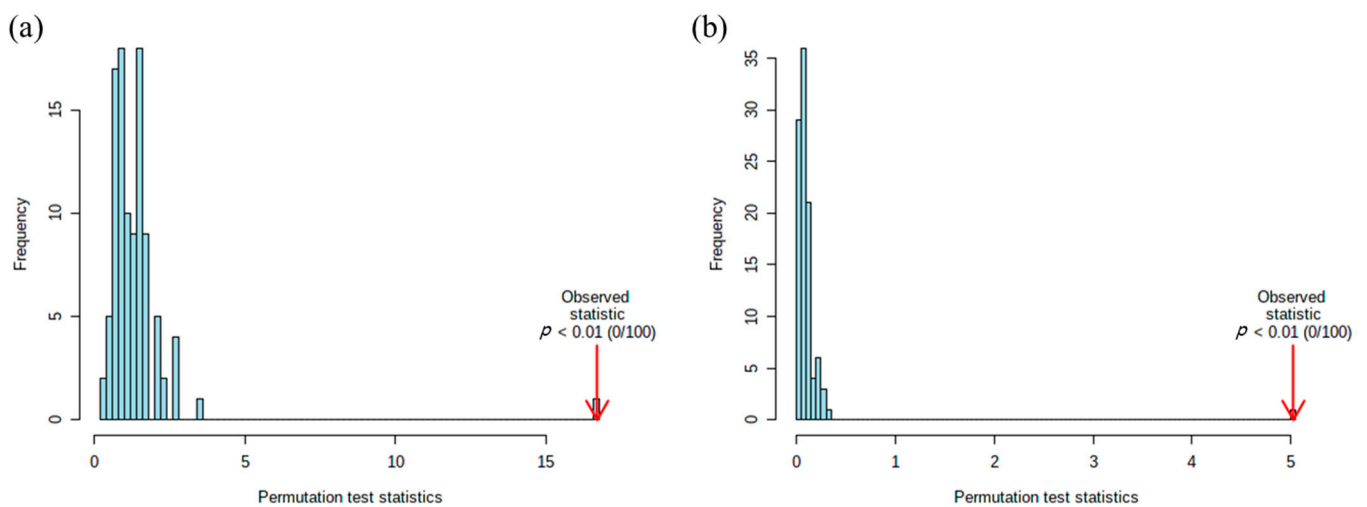 (a)
Frequency
15
10
5
0
0 5 10 15
Permutation test statistics
Observed
statistic
p < 0.01 (0/100)
(b)
Frequency
35
30
25
20
15
10
5
0
0 1 2 3 4 5
Permutation test statistics
Observed
statistic
p < 0.01 (0/100)